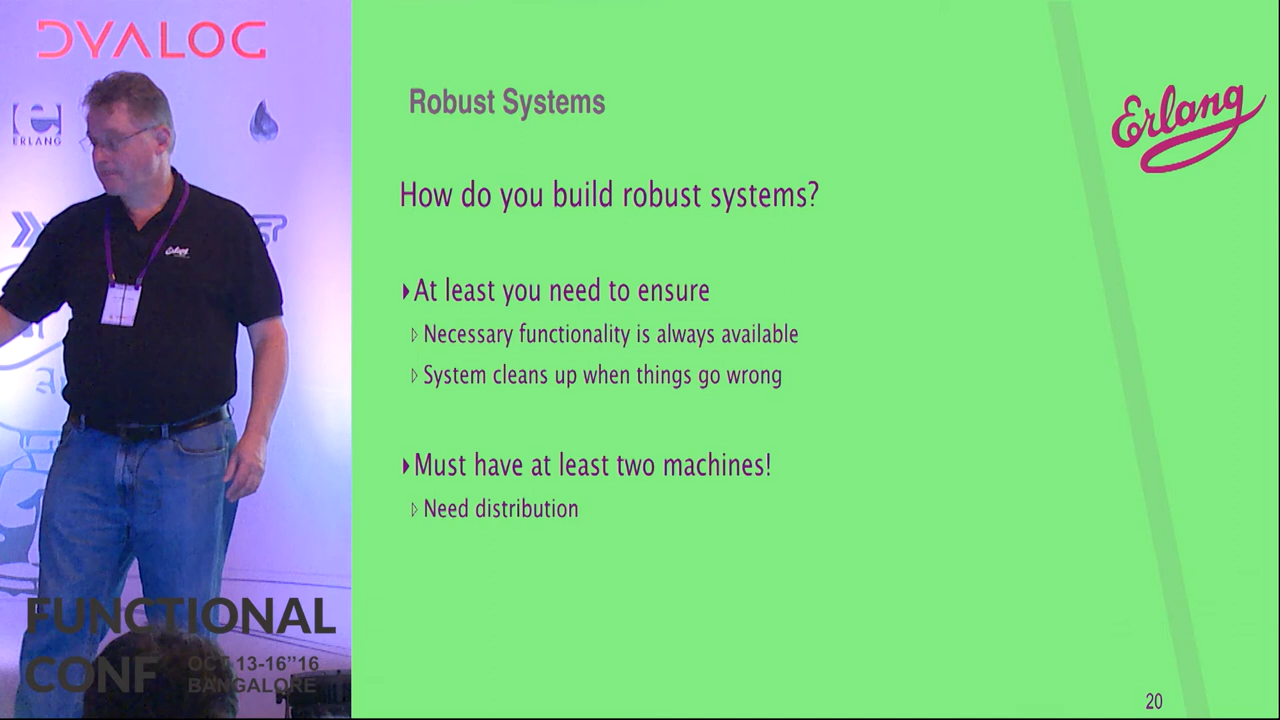 DYALOG
e
ERLANG
Erlang
FUNCTIONAL
CONF
OCT 13-16"16
BANGALORE
Robust Systems
Erlang
How do you build robust systems?
At least you need to ensure
Necessary functionality is always available
System cleans up when things go wrong
Must have at least two machines!
Need distribution
20